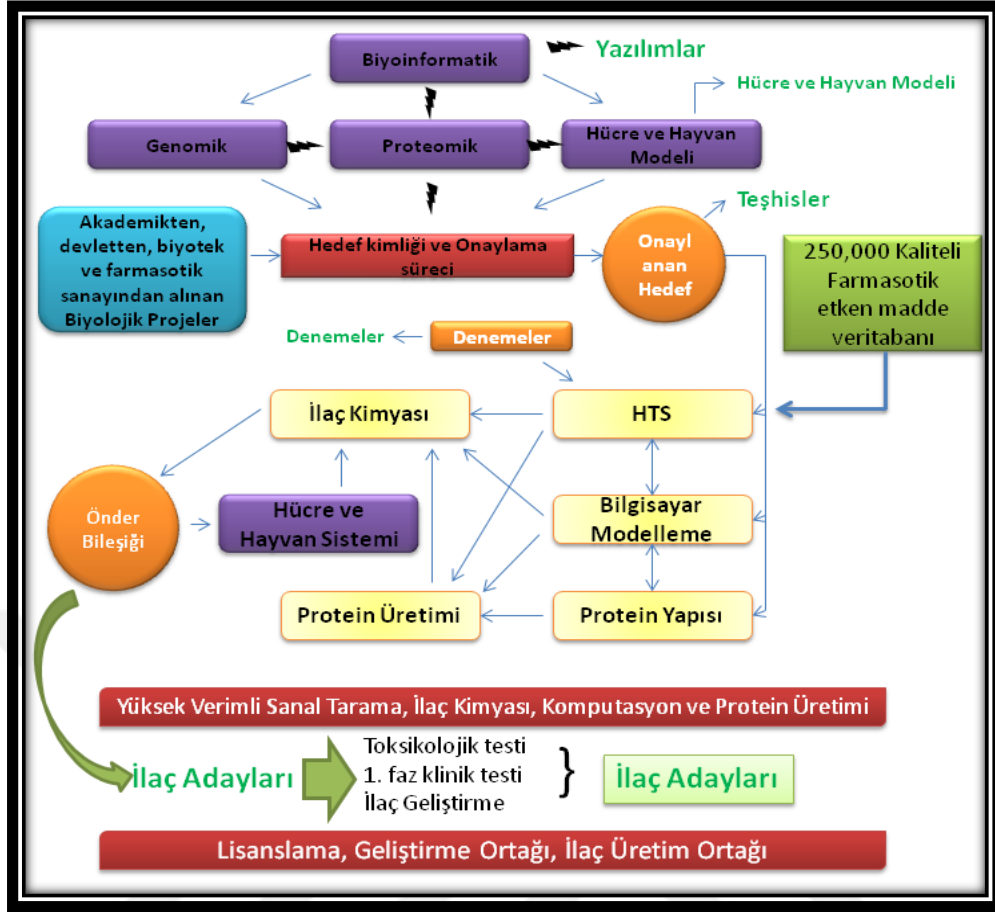 Biyoinformatik
Yazılımlar
Hücre ve Hayvan Modeli
Genomik
Proteomik
Hücre ve Hayvan
Modeli
Akademikten,
devletten, biyotek
ve farmasotik
sanayından alınan
Biyolojik Projeler
Hedef kimliği ve Onaylama
süreci
Onayl
anan
Hedef
Teşhisler
250,000 Kaliteli
Farmasotik
etken madde
veritabanı
Denemeler
Denemeler
İlaç Kimyası
HTS
Önder
Bileşiği
Hücre ve
Hayvan Sistemi
Bilgisayar
Modelleme
Protein Üretimi
Protein Yapısı
Yüksek Verimli Sanal Tarama, İlaç Kimyası, Komputasyon ve Protein Üretimi
İlaç Adayları
Toksikolojik testi
1. faz klinik testi
İlaç Geliştirme
}
İlaç Adayları
Lisanslama, Geliştirme Ortağı, İlaç Üretim Ortağı